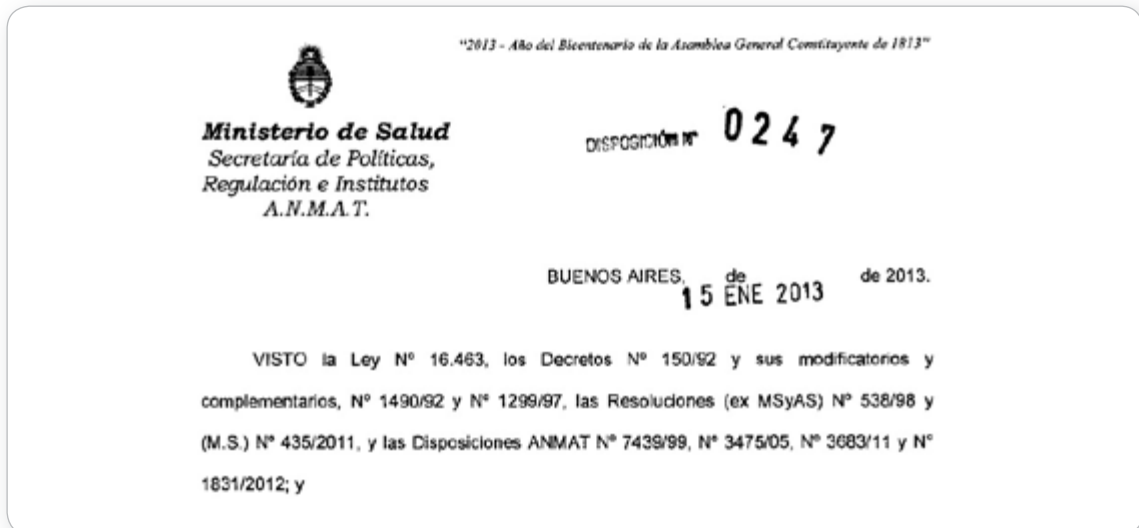 "2013 - Año del Bicentenario de la Asamblea General Constituyente de 1813"
Ministerio de Salud
Secretaría de Políticas,
Regulación e Institutos
A.N.M.A.T.
DISPOSICIÓN Nº 0247
BUENOS AIRES, de de 2013.
15 ENE 2013
VISTO la Ley Nº 16.463, los Decretos Nº 150/92 y sus modificatorios y
complementarios, Nº 1490/92 y Nº 1299/97, las Resoluciones (ex MSyAS) Nº 538/98 y
(M.S.) Nº 435/2011, y las Disposiciones ANMAT Nº 7439/99, Nº 3475/05, Nº 3683/11 y Nº
1831/2012; y